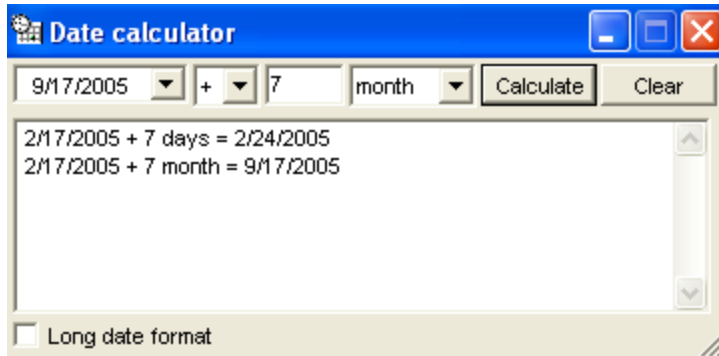 Date calculator
9/17/2005 + 7 month Calculate Clear
2/17/2005 + 7 days = 2/24/2005
2/17/2005 + 7 month = 9/17/2005
Long date format